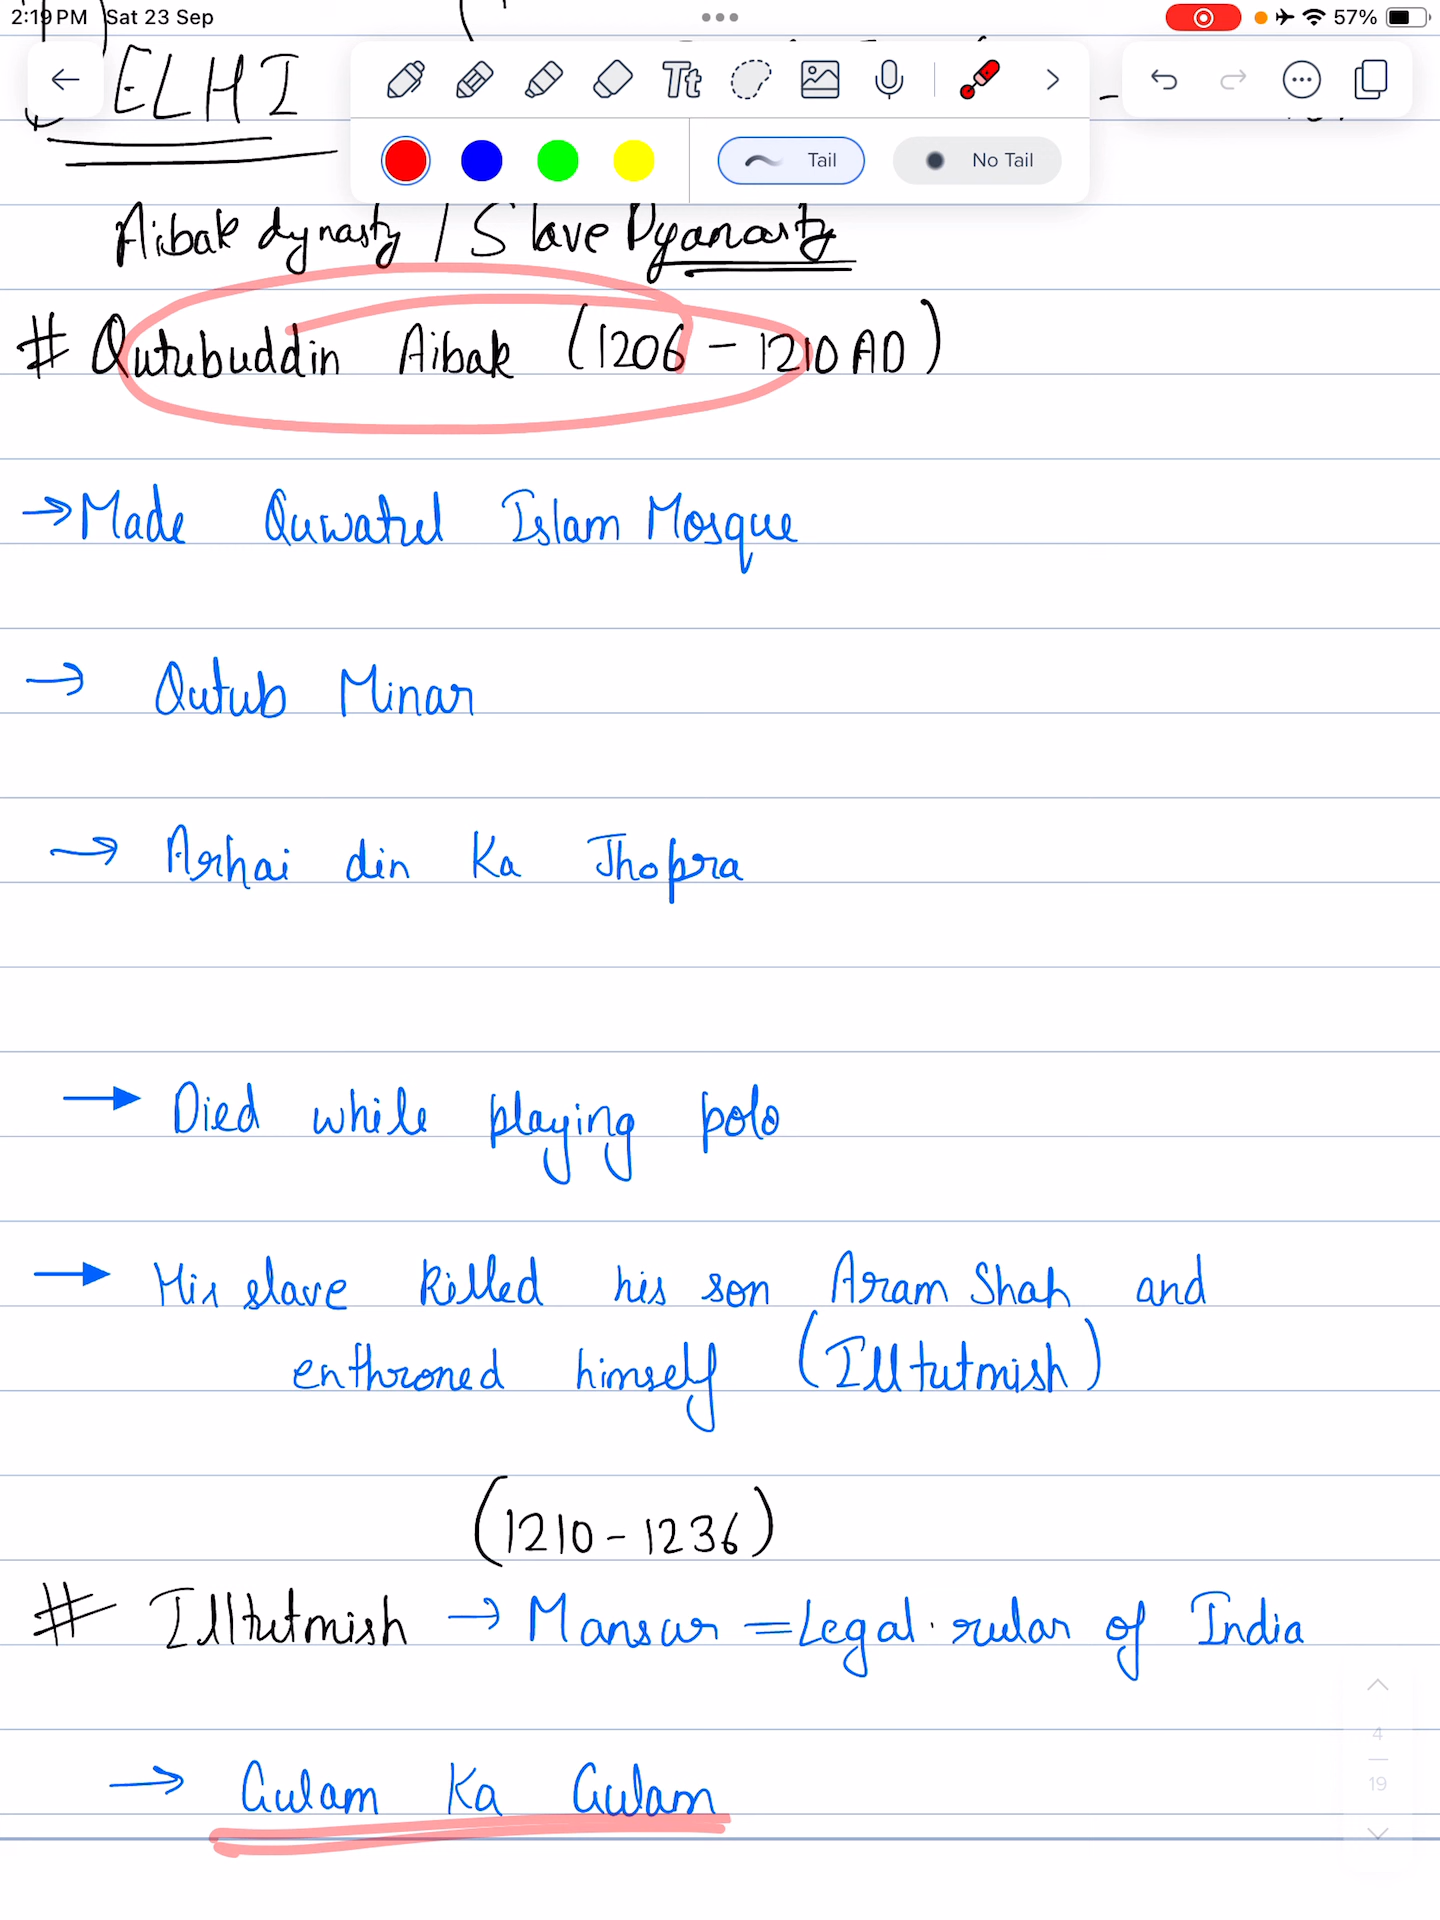 2:19 PM Sat 23 Sep
57%
ELHI
Tt
Tail
No Tail
Aibak dynasty / Slave Dyanasty
# Qutubuddin Aibak (1206 - 1210 AD)
→ Made Quwatul Islam Mosque
→ Qutub Minar
→ Arhai din Ka Jhopra
→ Died while playing polo
→ His slave killed his son Aram Shah and
enthroned himself (Illtutmish)
(1210 - 1236)
# Illtutmish → Mansur = Legal. rular of India
4
19
→ Gulam Ka Gulam